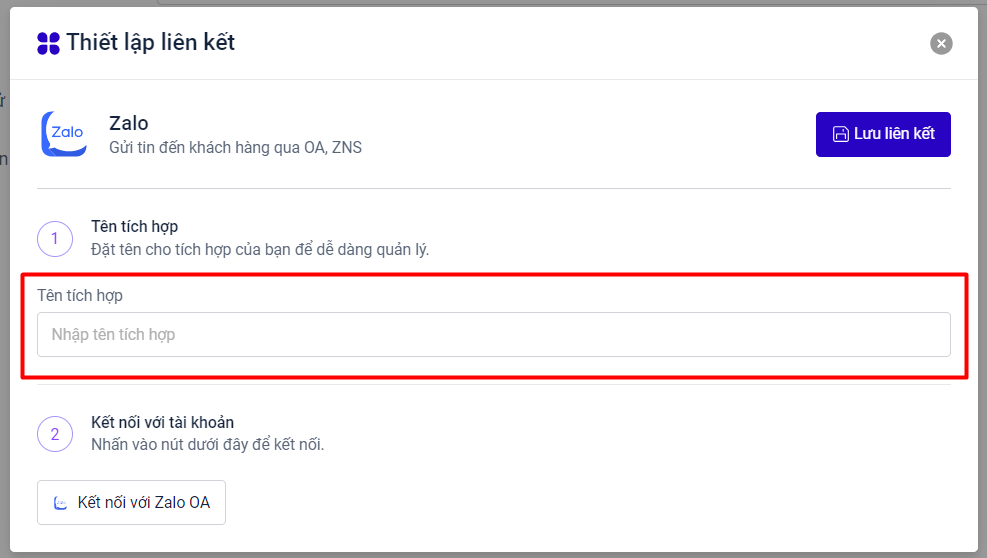 Thiết lập liên kết
Zalo
Zalo
Gửi tin đến khách hàng qua OA, ZNS
Lưu liên kết
1
Tên tích hợp
Đặt tên cho tích hợp của bạn để dễ dàng quản lý.
Tên tích hợp
Nhập tên tích hợp
2
Kết nối với tài khoản
Nhấn vào nút dưới đây để kết nối.
Kết nối với Zalo OA